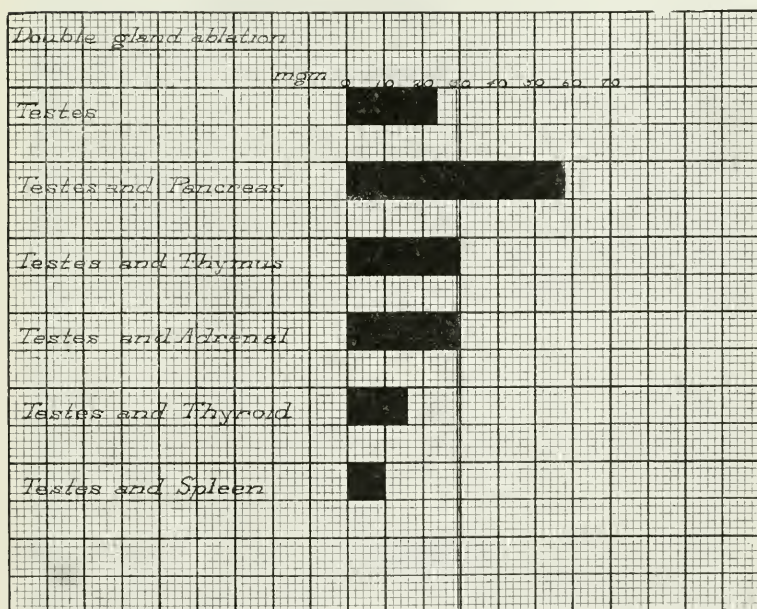 Double gland ablation
mgm 0 10 20 30 40 50 60 70
Testes
Testes and Pancreas
Testes and Thymus
Testes and Adrenal
Testes and Thyroid
Testes and Spleen